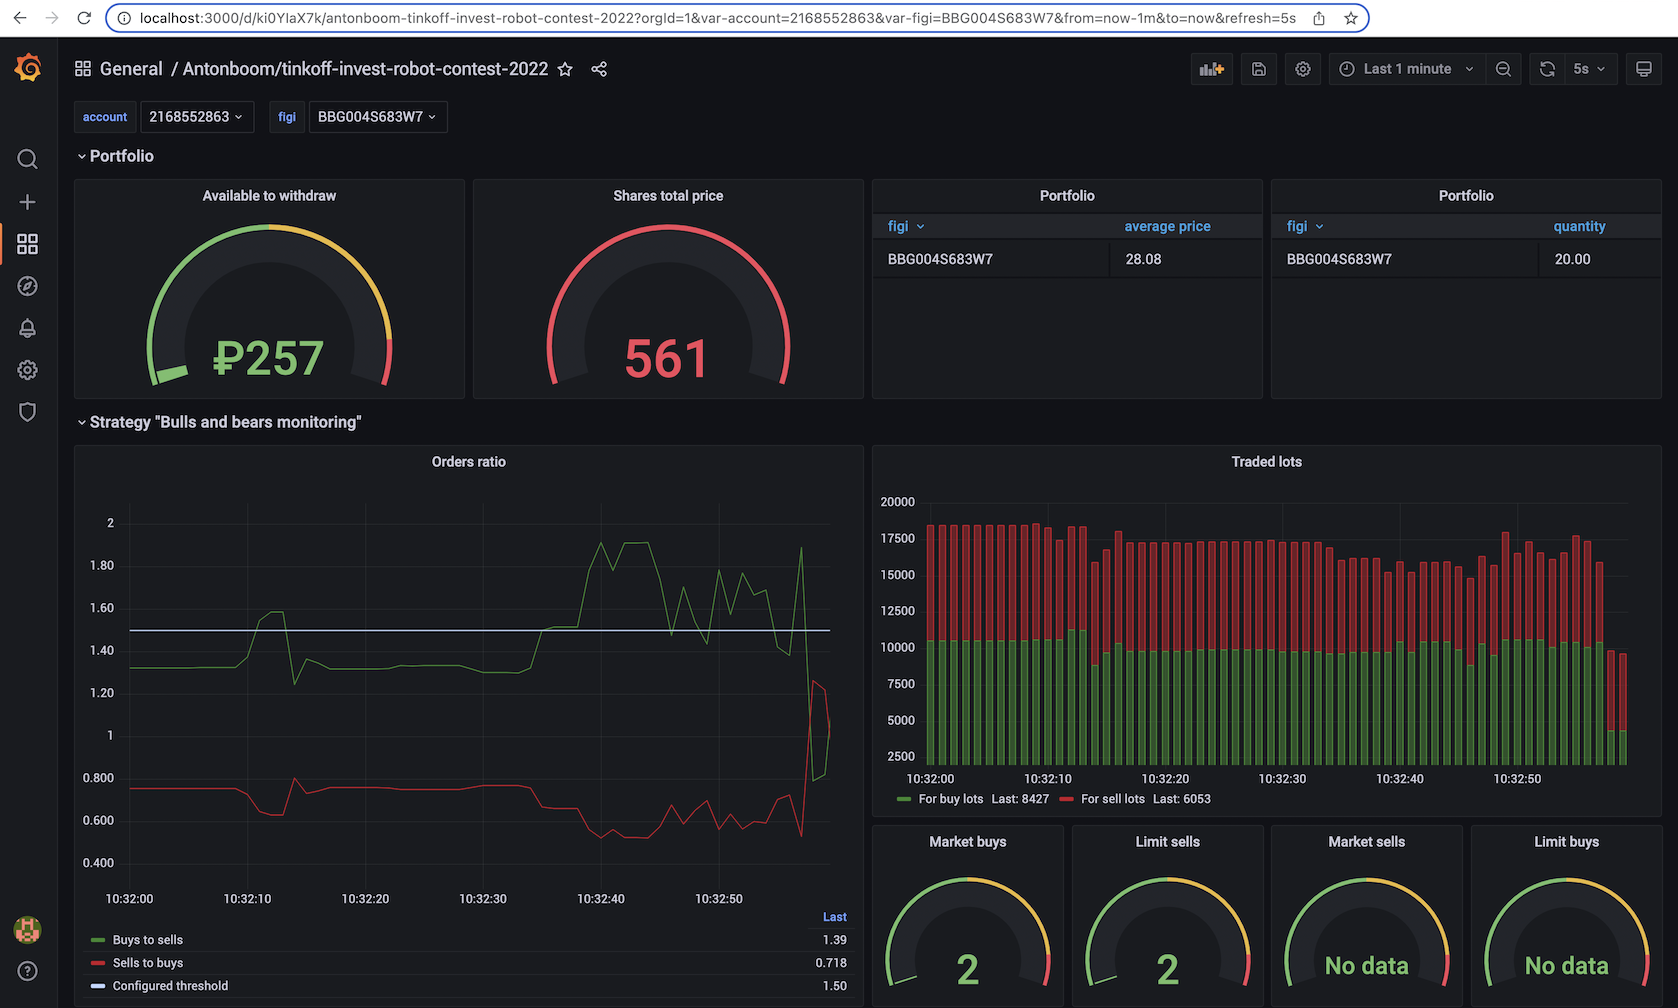 localhost:3000/d/ki0YIaX7k/antonboom-tinkoff-invest-robot-contest-2022?orgId=1&var-account=2168552863&var-figi=BBG004S683W7&from=now-1m&to=now&refresh=5s
General / Antonboom/tinkoff-invest-robot-contest-2022
Last 1 minute
5s
account 2168552863 figi BBG004S683W7
Portfolio
Available to withdraw
₽257
Shares total price
561
Portfolio
figi average price
BBG004S683W7 28.08
Portfolio
figi quantity
BBG004S683W7 20.00
Strategy "Bulls and bears monitoring"
Orders ratio
2
1.80
1.60
1.40
1.20
1
0.800
0.600
0.400
10:32:00 10:32:10 10:32:20 10:32:30 10:32:40 10:32:50
Last
Buys to sells 1.39
Sells to buys 0.718
Configured threshold 1.50
Traded lots
20000
17500
15000
12500
10000
7500
5000
2500
10:32:00 10:32:10 10:32:20 10:32:30 10:32:40 10:32:50
For buy lots Last: 8427 For sell lots Last: 6053
Market buys
2
Limit sells
2
Market sells
No data
Limit buys
No data